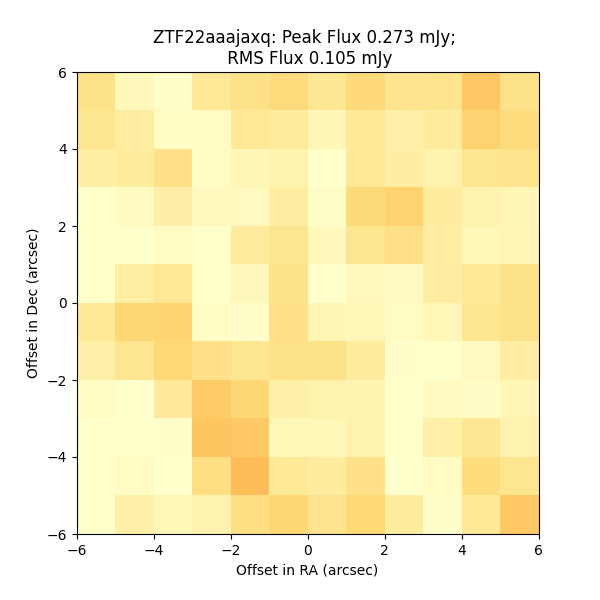 ZTF22aaajaxq: Peak Flux 0.273 mJy;
RMS Flux 0.105 mJy
6
4
2
0
−2
−4
−6
Offset in Dec (arcsec)
−6 −4 −2 0 2 4 6
Offset in RA (arcsec)